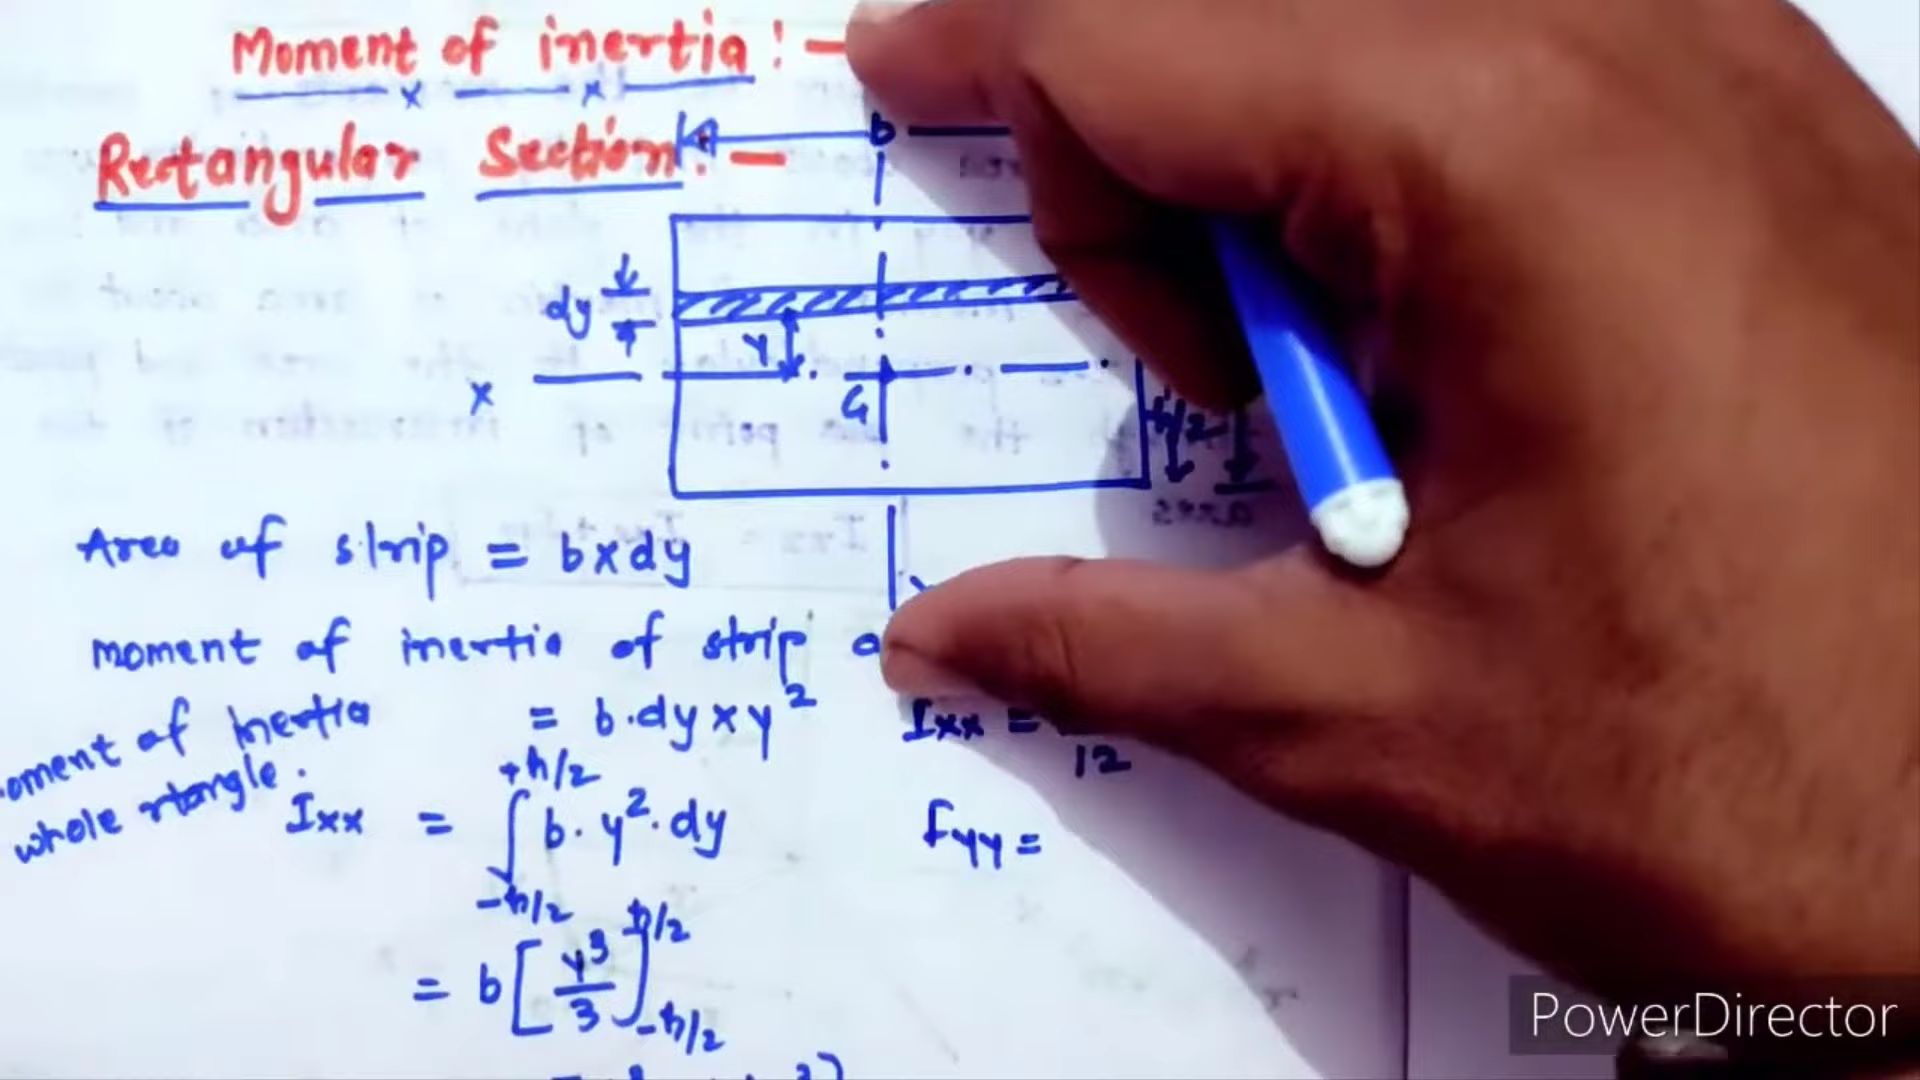 Moment of inertia : -
b
Rectangular Section : -
dy
y
x
G
h/2
Area of strip = b x dy
moment of inertia of strip
= b.dy x y²
Ixx =
12
moment of inertia
whole rtangle.
+h/2
Ixx = ∫ b. y². dy
-h/2
Iyy =
= b [ y³/3 ] h/2
-h/2
PowerDirector